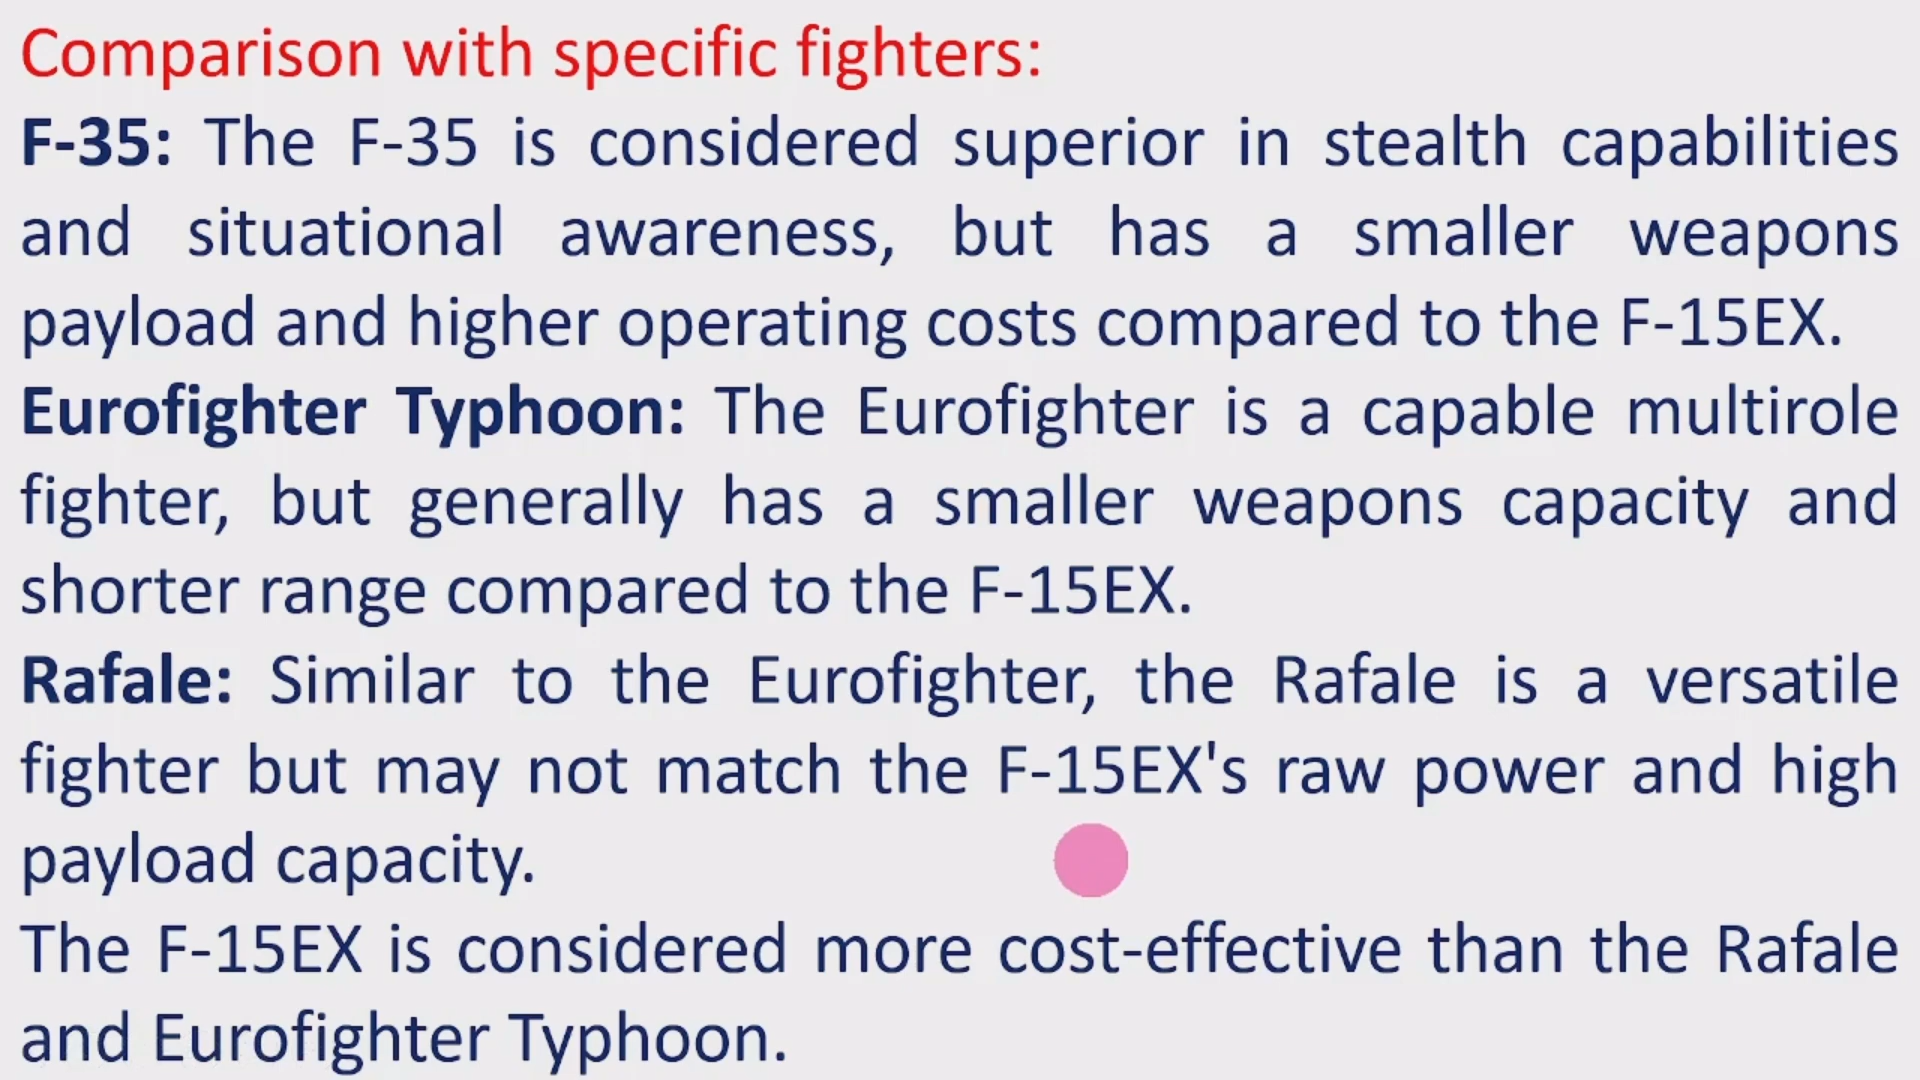 Comparison with specific fighters:
F-35: The F-35 is considered superior in stealth capabilities
and situational awareness, but has a smaller weapons
payload and higher operating costs compared to the F-15EX.
Eurofighter Typhoon: The Eurofighter is a capable multirole
fighter, but generally has a smaller weapons capacity and
shorter range compared to the F-15EX.
Rafale: Similar to the Eurofighter, the Rafale is a versatile
fighter but may not match the F-15EX's raw power and high
payload capacity.
The F-15EX is considered more cost-effective than the Rafale
and Eurofighter Typhoon.